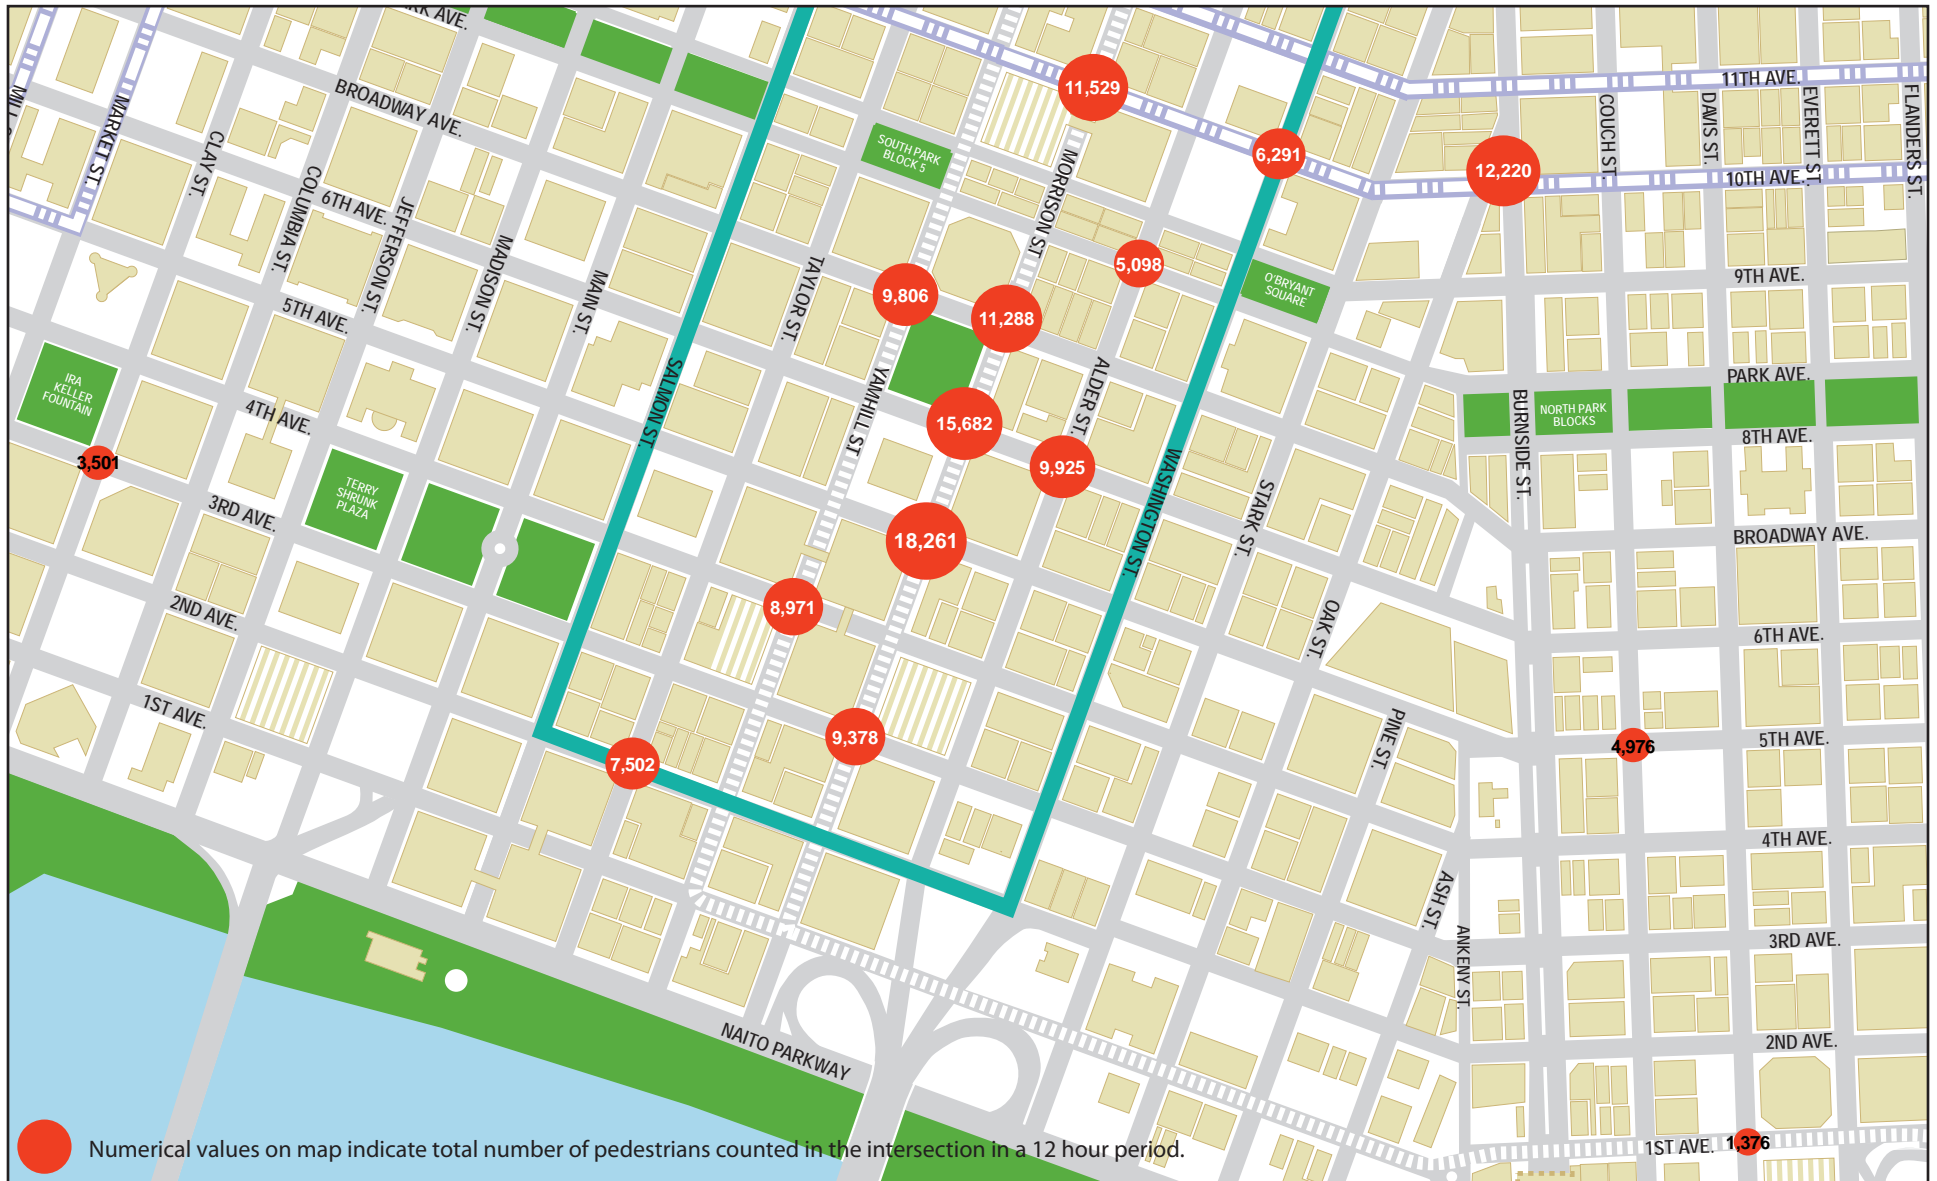 ARK AVE.
11TH AVE.
BROADWAY AVE.
11,529
MARKET ST.
CLAY ST.
COUCH ST.
DAVIS ST.
EVERETT ST.
FLANDERS ST.
SOUTH PARK
BLOCK 5
MORRISON ST.
6,291
12,220
10TH AVE.
COLUMBIA ST.
6TH AVE.
JEFFERSON ST.
MADISON ST.
MAIN ST.
TAYLOR ST.
5,098
O'BRYANT
SQUARE
9TH AVE.
9,806
11,288
5TH AVE.
SALMON ST.
YAMHILL ST.
ALDER ST.
PARK AVE.
IRA
KELLER
FOUNTAIN
4TH AVE.
15,682
BURNSIDE ST.
NORTH PARK
BLOCKS
8TH AVE.
3,501
9,925
WASHINGTON ST.
STARK ST.
TERRY
SHRUNK
PLAZA
3RD AVE.
18,261
BROADWAY AVE.
2ND AVE.
8,971
OAK ST.
6TH AVE.
1ST AVE.
7,502
9,378
PINE ST.
4,976
5TH AVE.
4TH AVE.
ASH ST.
ANKENY ST.
3RD AVE.
NAITO PARKWAY
2ND AVE.
Numerical values on map indicate total number of pedestrians counted in the intersection in a 12 hour period.
1ST AVE.
1,376